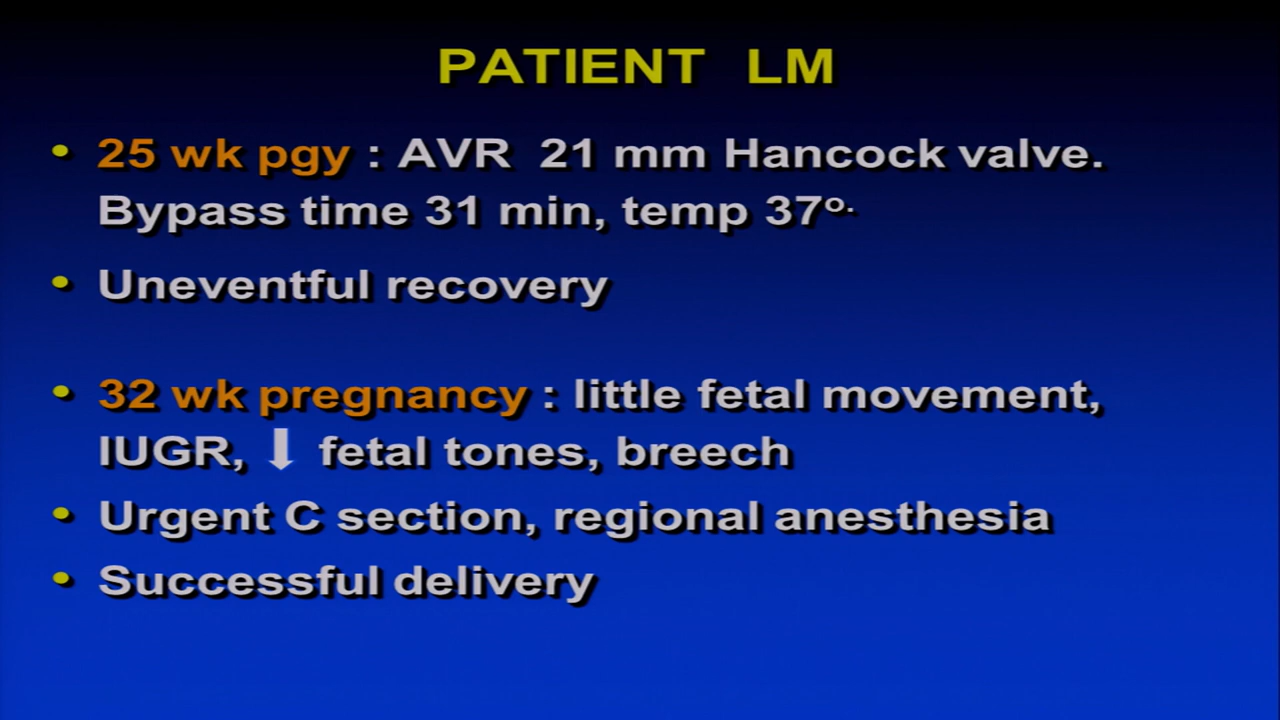 PATIENT LM
• 25 wk pgy : AVR 21 mm Hancock valve.
Bypass time 31 min, temp 37º.
• Uneventful recovery
• 32 wk pregnancy : little fetal movement,
IUGR, ⬇ fetal tones, breech
• Urgent C section, regional anesthesia
• Successful delivery